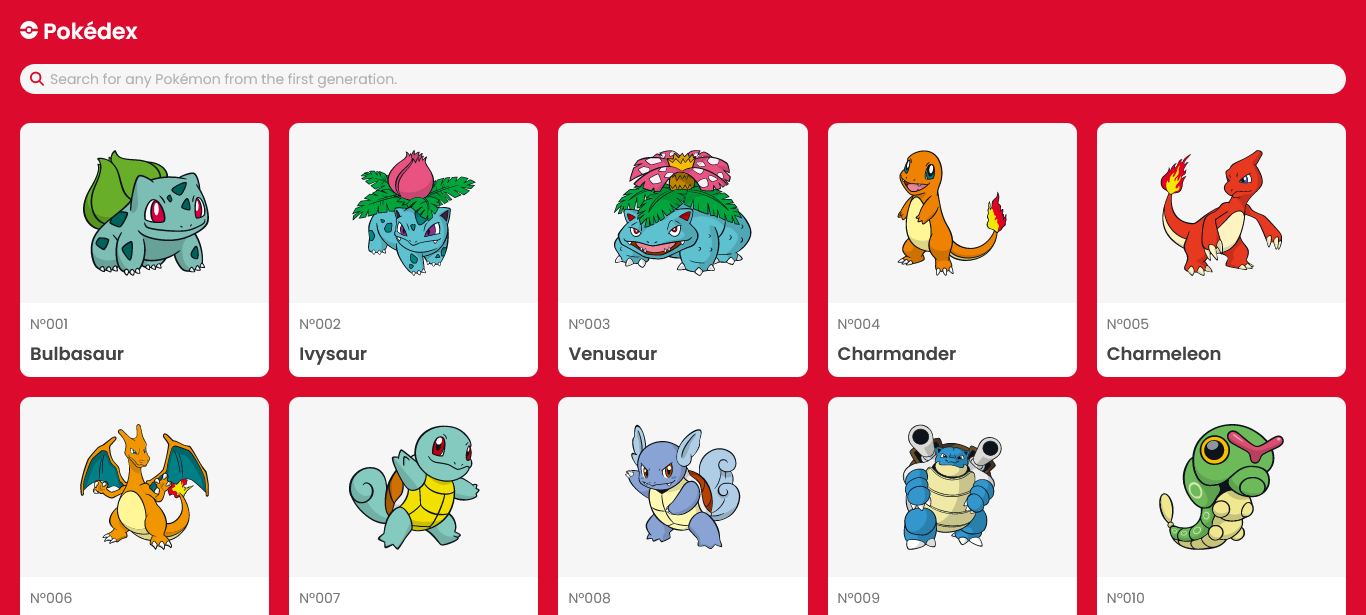 Pokédex
Search for any Pokémon from the first generation.
Nº001
Bulbasaur
Nº002
Ivysaur
Nº003
Venusaur
Nº004
Charmander
Nº005
Charmeleon
Nº006
Nº007
Nº008
Nº009
Nº010